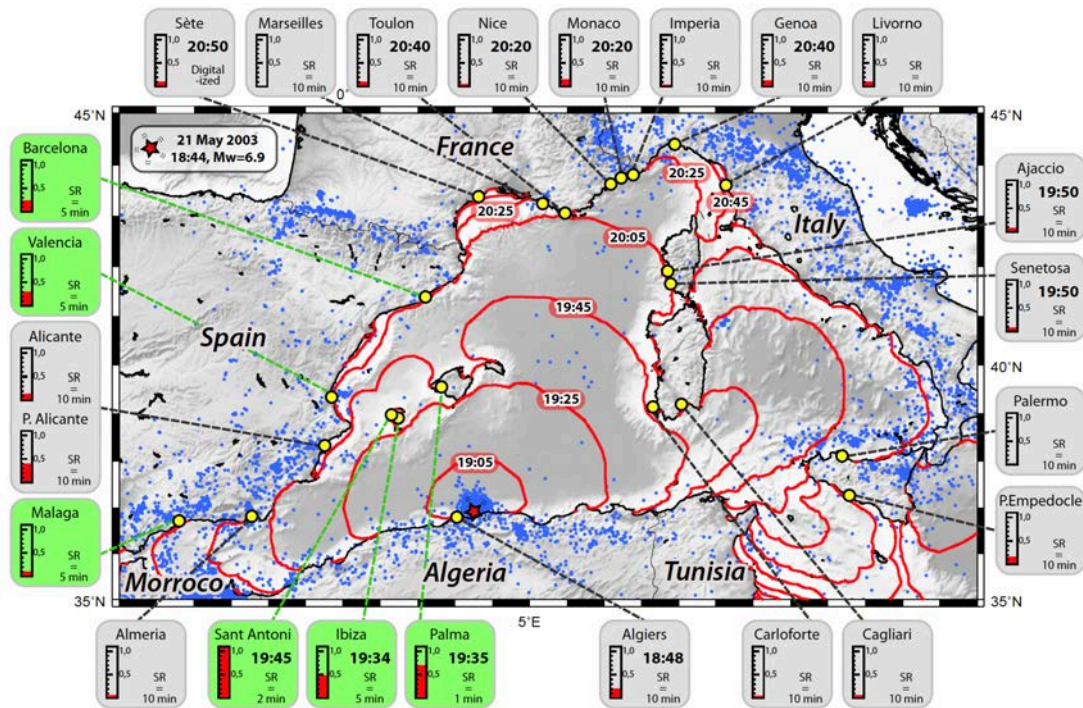 Sète
1,0
0,5
20:50
Digital
-ized
Marseilles
1,0
0,5
SR
=
10 min
Toulon
1,0
0,5
20:40
SR
=
10 min
Nice
1,0
0,5
20:20
SR
=
10 min
Monaco
1,0
0,5
20:20
SR
=
10 min
Imperia
1,0
0,5
SR
=
10 min
Genoa
1,0
0,5
20:40
SR
=
10 min
Livorno
1,0
0,5
SR
=
10 min
0°
45°N
45°N
21 May 2003
18:44, Mw=6.9
France
Italy
Spain
Morroco
Algeria
Tunisia
20:25
20:25
20:45
20:05
19:45
19:25
19:05
Barcelona
1,0
0,5
SR
=
5 min
Valencia
1,0
0,5
SR
=
5 min
Alicante
1,0
0,5
SR
=
10 min
P. Alicante
1,0
0,5
SR
=
10 min
Malaga
1,0
0,5
SR
=
5 min
Ajaccio
1,0
0,5
19:50
SR
=
10 min
Senetosa
1,0
0,5
19:50
SR
=
10 min
40°N
Palermo
1,0
0,5
SR
=
10 min
P.Empedocle
1,0
0,5
SR
=
10 min
35°N
35°N
5°E
Almeria
1,0
0,5
SR
=
10 min
Sant Antoni
1,0
0,5
19:45
SR
=
2 min
Ibiza
1,0
0,5
19:34
SR
=
5 min
Palma
1,0
0,5
19:35
SR
=
1 min
Algiers
1,0
0,5
18:48
SR
=
10 min
Carloforte
1,0
0,5
SR
=
10 min
Cagliari
1,0
0,5
SR
=
10 min